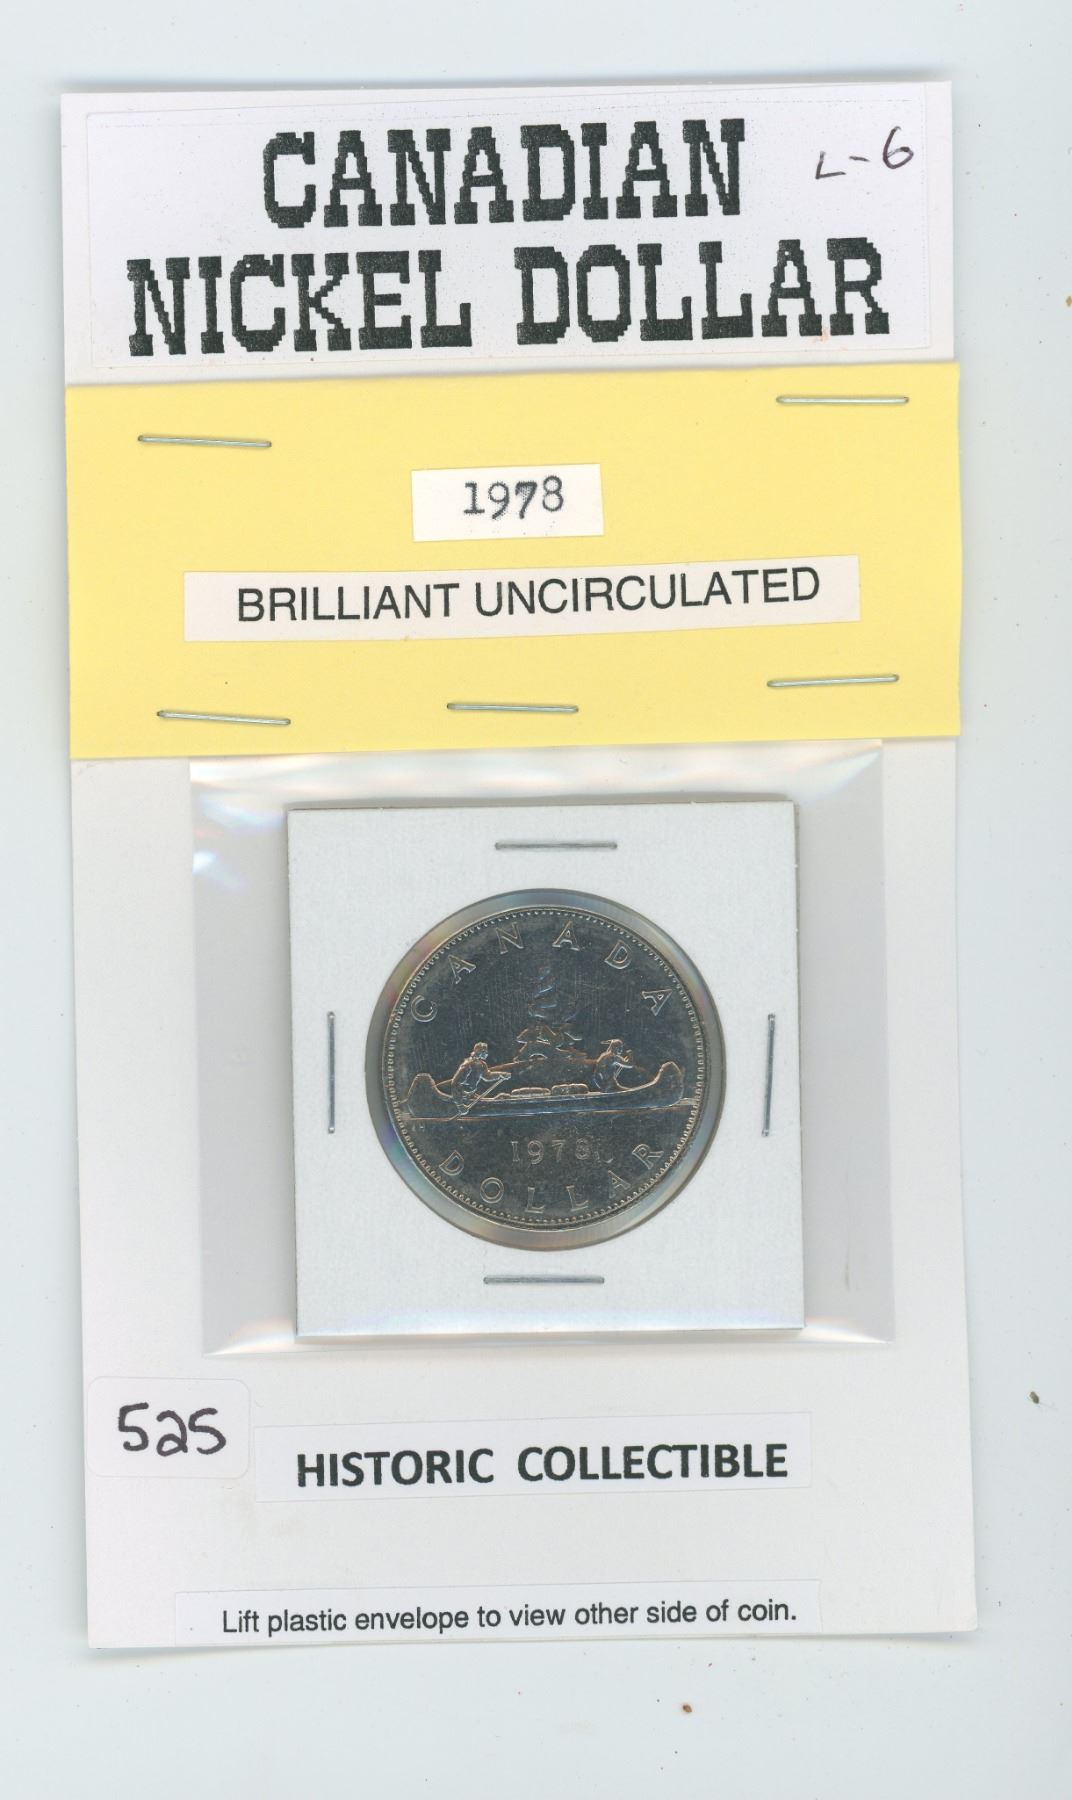 CANADIAN
L-6
NICKEL DOLLAR
1978
BRILLIANT UNCIRCULATED
CANADA
1978
DOLLAR
525
HISTORIC COLLECTIBLE
Lift plastic envelope to view other side of coin.